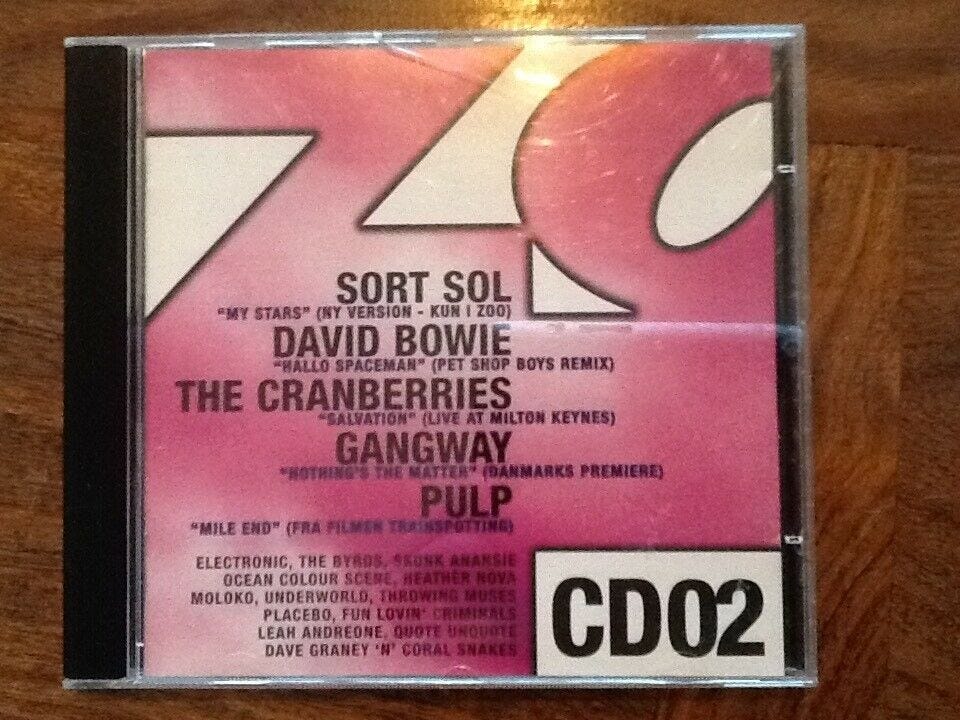 ZO
SORT SOL
"MY STARS" (NY VERSION - KUN I ZOO)
DAVID BOWIE
"HALLO SPACEMAN" (PET SHOP BOYS REMIX)
THE CRANBERRIES
"SALVATION" (LIVE AT MILTON KEYNES)
GANGWAY
"NOTHING'S THE MATTER" (DANMARKS PREMIERE)
PULP
"MILE END" (FRA FILMEN TRAINSPOTTING)
ELECTRONIC, THE BYRDS, SKUNK ANANSIE
OCEAN COLOUR SCENE, HEATHER NOVA
MOLOKO, UNDERWORLD, THROWING MUSES
PLACEBO, FUN LOVIN' CRIMINALS
LEAH ANDREONE, QUOTE UNQUOTE
DAVE GRANEY 'N' CORAL SNAKES
CD02